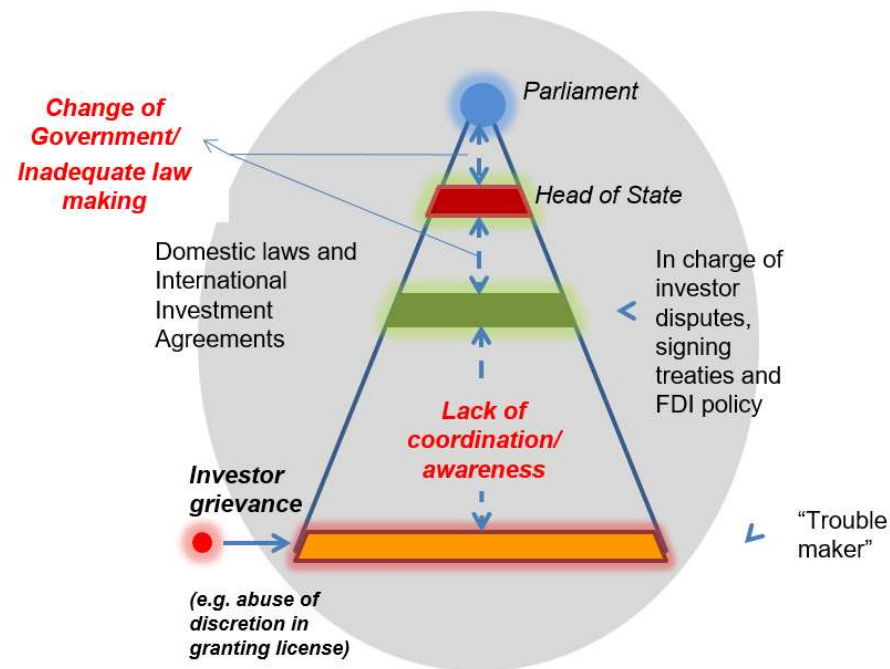 Parliament
Change of
Government/
Inadequate law
making
Head of State
Domestic laws and
International
Investment
Agreements
In charge of
investor
disputes,
signing
treaties and
FDI policy
Lack of
coordination/
awareness
Investor
grievance
“Trouble
maker”
(e.g. abuse of
discretion in
granting license)